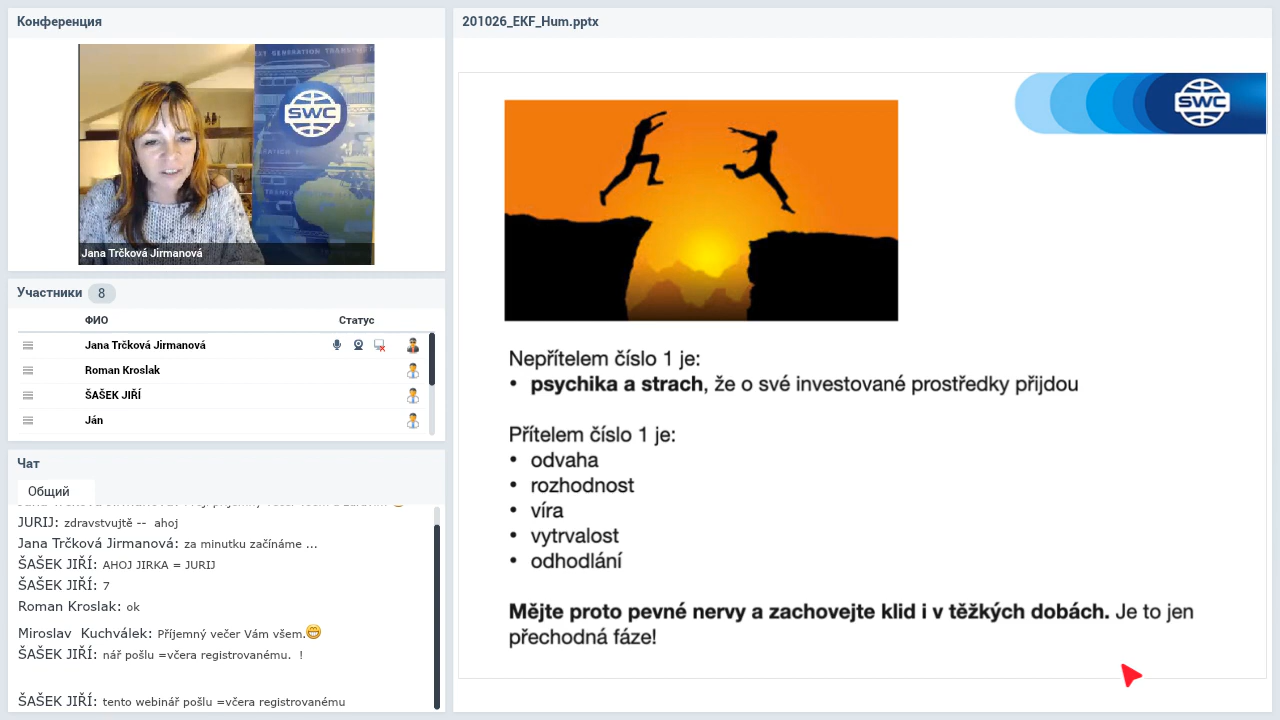 Конференция
NEXT GENERATION TRANSPORT
SWC
Jana Trčková Jirmanová
Участники 8
ФИО Статус
Jana Trčková Jirmanová
Roman Kroslak
ŠAŠEK JIŘÍ
Ján
Чат
Общий
JURIJ: zdravstvujtě -- ahoj
Jana Trčková Jirmanová: za minutku začínáme ...
ŠAŠEK JIŘÍ: AHOJ JIRKA = JURIJ
ŠAŠEK JIŘÍ: 7
Roman Kroslak: ok
Miroslav Kuchválek: Příjemný večer Vám všem.
ŠAŠEK JIŘÍ: nář pošlu =včera registrovanému. !
ŠAŠEK JIŘÍ: tento webinář pošlu =včera registrovanému
201026_EKF_Hum.pptx
SWC
Nepřítelem číslo 1 je:
• psychika a strach, že o své investované prostředky přijdou
Přítelem číslo 1 je:
• odvaha
• rozhodnost
• víra
• vytrvalost
• odhodlání
Mějte proto pevné nervy a zachovejte klid i v těžkých dobách. Je to jen
přechodná fáze!